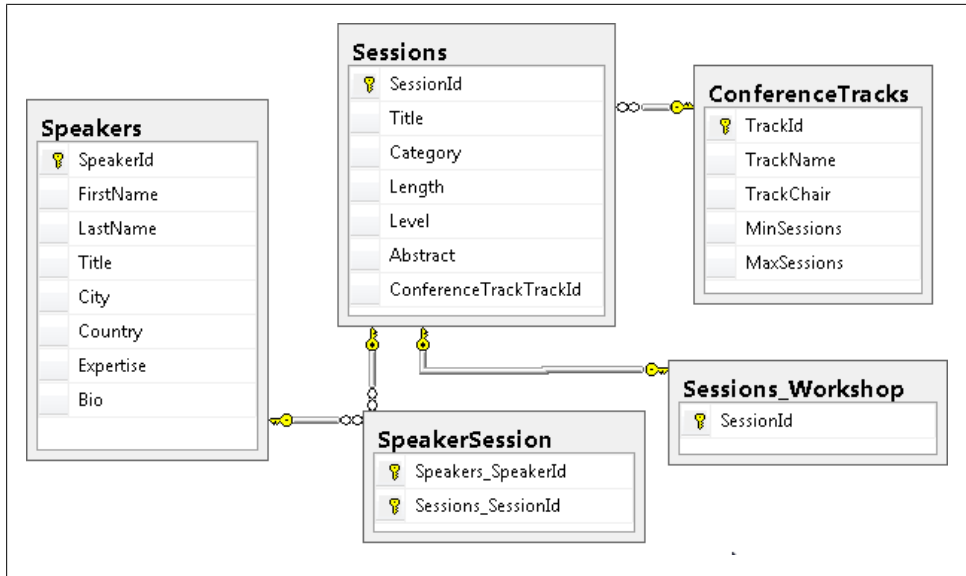 Speakers
SpeakerId
FirstName
LastName
Title
City
Country
Expertise
Bio
Sessions
SessionId
Title
Category
Length
Level
Abstract
ConferenceTrackTrackId
ConferenceTracks
TrackId
TrackName
TrackChair
MinSessions
MaxSessions
SpeakerSession
Speakers_SpeakerId
Sessions_SessionId
Sessions_Workshop
SessionId